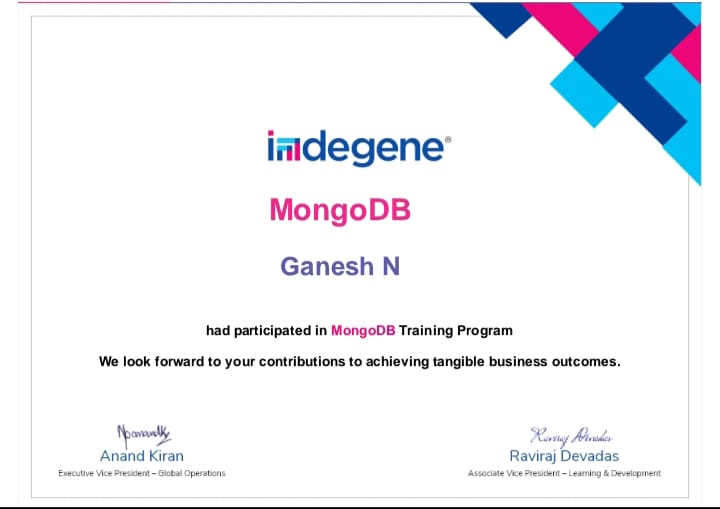 indegene®
MongoDB
Ganesh N
had participated in MongoDB Training Program
We look forward to your contributions to achieving tangible business outcomes.
Anand Kiran
Executive Vice President – Global Operations
Raviraj Devadas
Raviraj Devadas
Associate Vice President – Learning & Development